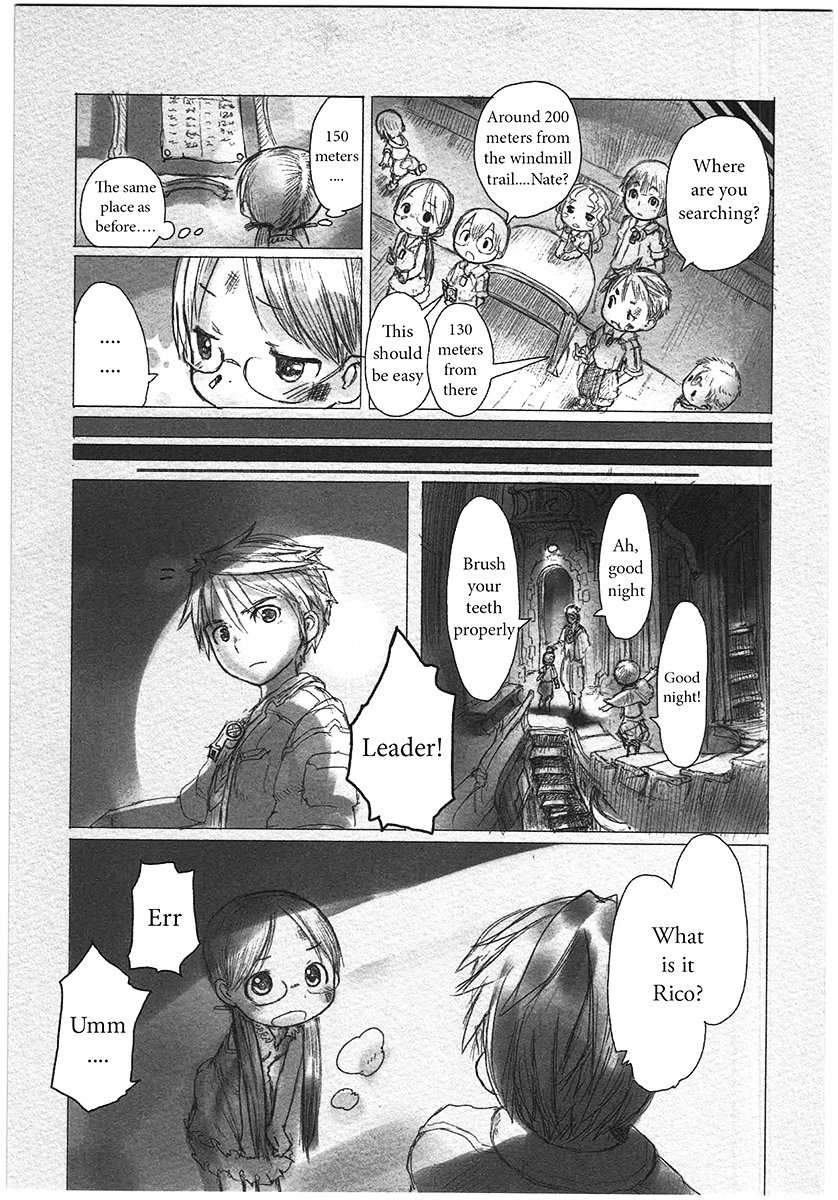 Where
are you
searching?
Around 200
meters from
the windmill
trail....Nate?
130
meters
from
there
This
should
be easy
150
meters
....
The same
place as
before....
....
....
Ah,
good
night
Good
night!
Brush
your
teeth
properly
Leader!
What
is it
Rico?
Err
Umm
....